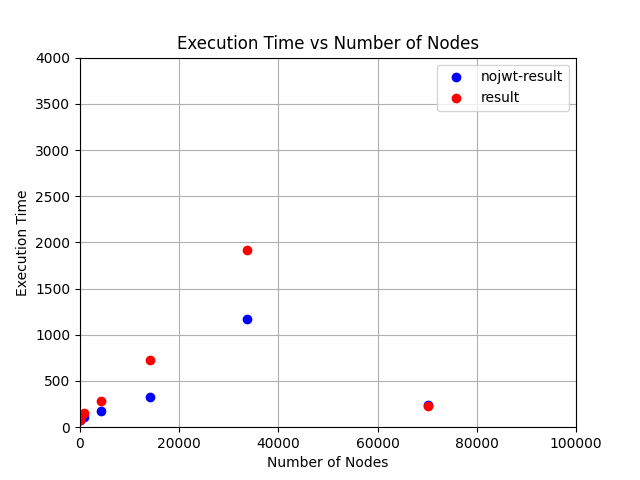 Execution Time vs Number of Nodes
nojwt-result
result
Execution Time
4000
3500
3000
2500
2000
1500
1000
500
0
0 20000 40000 60000 80000 100000
Number of Nodes